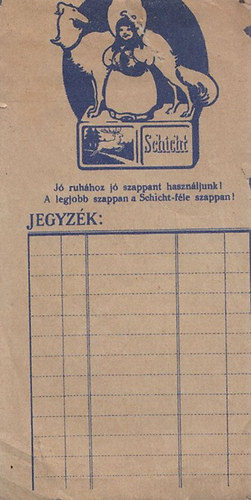 Schicht
Jó ruhához jó szappant használjunk!
A legjobb szappan a Schicht-féle szappan!
JEGYZÉK: